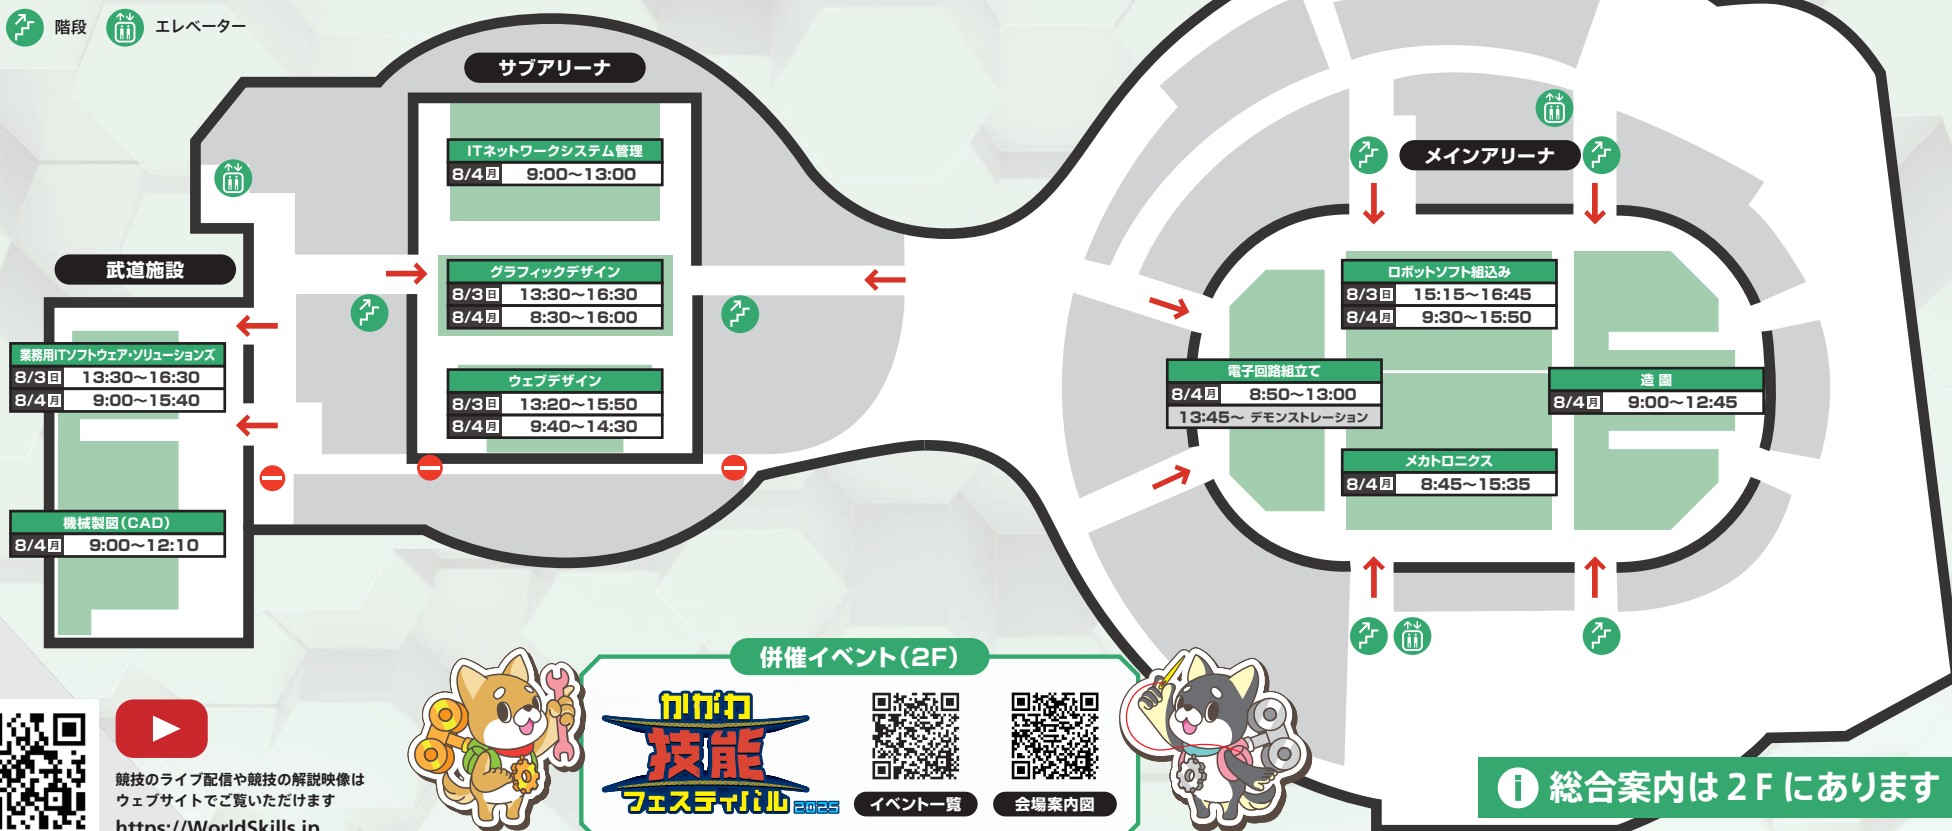 階段
エレベーター
サブアリーナ
ITネットワークシステム管理
8/4月 9:00〜13:00
グラフィックデザイン
8/3日 13:30〜16:30
8/4月 8:30〜16:00
ウェブデザイン
8/3日 13:20〜15:50
8/4月 9:40〜14:30
武道施設
業務用ITソフトウェア・ソリューションズ
8/3日 13:30〜16:30
8/4月 9:00〜15:40
機械製図（CAD）
8/4月 9:00〜12:10
メインアリーナ
ロボットソフト組込み
8/3日 15:15〜16:45
8/4月 9:30〜15:50
電子回路組立て
8/4月 8:50〜13:00
13:45〜 デモンストレーション
造園
8/4月 9:00〜12:45
メカトロニクス
8/4月 8:45〜15:35
競技のライブ配信や競技の解説映像は
ウェブサイトでご覧いただけます
https://WorldSkills.jp
併催イベント（2F）
かがわ
技能
フェスティバル 2025
イベント一覧
会場案内図
i 総合案内は2Fにあります